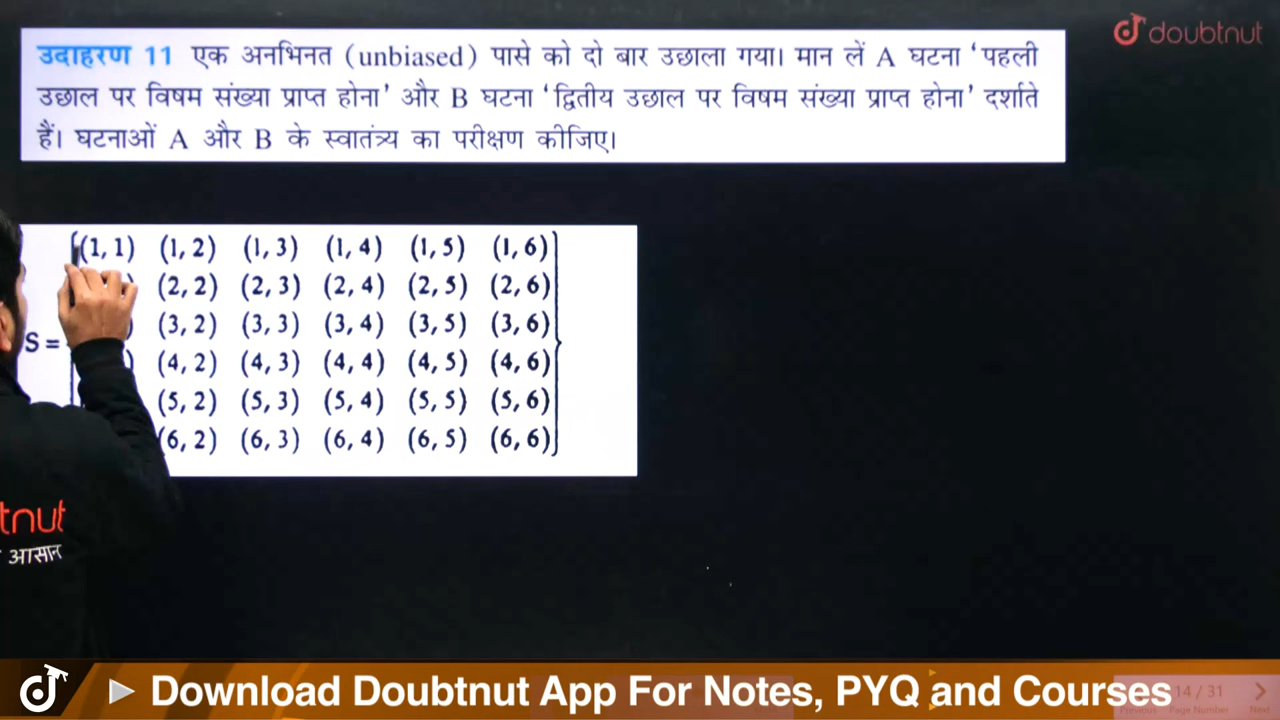 doubtnut
उदाहरण 11 एक अनभिनत (unbiased) पासे को दो बार उछाला गया। मान लें A घटना ‘पहली
उछाल पर विषम संख्या प्राप्त होना’ और B घटना ‘द्वितीय उछाल पर विषम संख्या प्राप्त होना’ दर्शाते
हैं। घटनाओं A और B के स्वातंत्र्य का परीक्षण कीजिए।
(1, 1) (1, 2) (1, 3) (1, 4) (1, 5) (1, 6)
(2, 2) (2, 3) (2, 4) (2, 5) (2, 6)
(3, 2) (3, 3) (3, 4) (3, 5) (3, 6)
S =
(4, 2) (4, 3) (4, 4) (4, 5) (4, 6)
(5, 2) (5, 3) (5, 4) (5, 5) (5, 6)
(6, 2) (6, 3) (6, 4) (6, 5) (6, 6)
tnut
आसान
Download Doubtnut App For Notes, PYQ and Courses
14 / 31
Previous Page Number Next